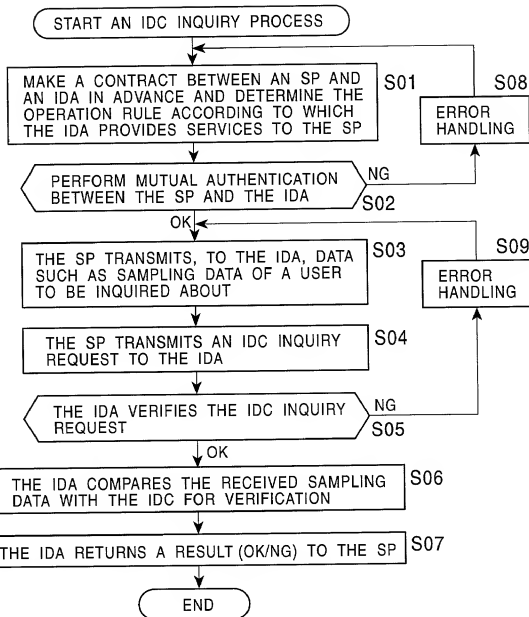 START AN IDC INQUIRY PROCESS
MAKE A CONTRACT BETWEEN AN SP AND
AN IDA IN ADVANCE AND DETERMINE THE
OPERATION RULE ACCORDING TO WHICH
THE IDA PROVIDES SERVICES TO THE SP
S01
S08
ERROR
HANDLING
PERFORM MUTUAL AUTHENTICATION
BETWEEN THE SP AND THE IDA
NG
S02
OK
THE SP TRANSMITS, TO THE IDA, DATA
SUCH AS SAMPLING DATA OF A USER
TO BE INQUIRED ABOUT
S03
S09
ERROR
HANDLING
THE SP TRANSMITS AN IDC INQUIRY
REQUEST TO THE IDA
S04
THE IDA VERIFIES THE IDC INQUIRY
REQUEST
NG
S05
OK
THE IDA COMPARES THE RECEIVED SAMPLING
DATA WITH THE IDC FOR VERIFICATION
S06
THE IDA RETURNS A RESULT (OK/NG) TO THE SP
S07
END